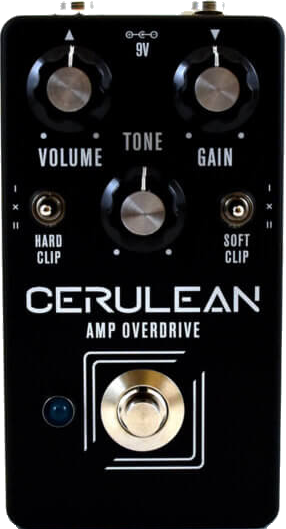 9V
VOLUME
TONE
GAIN
HARD
CLIP
SOFT
CLIP
CERULEAN
AMP OVERDRIVE